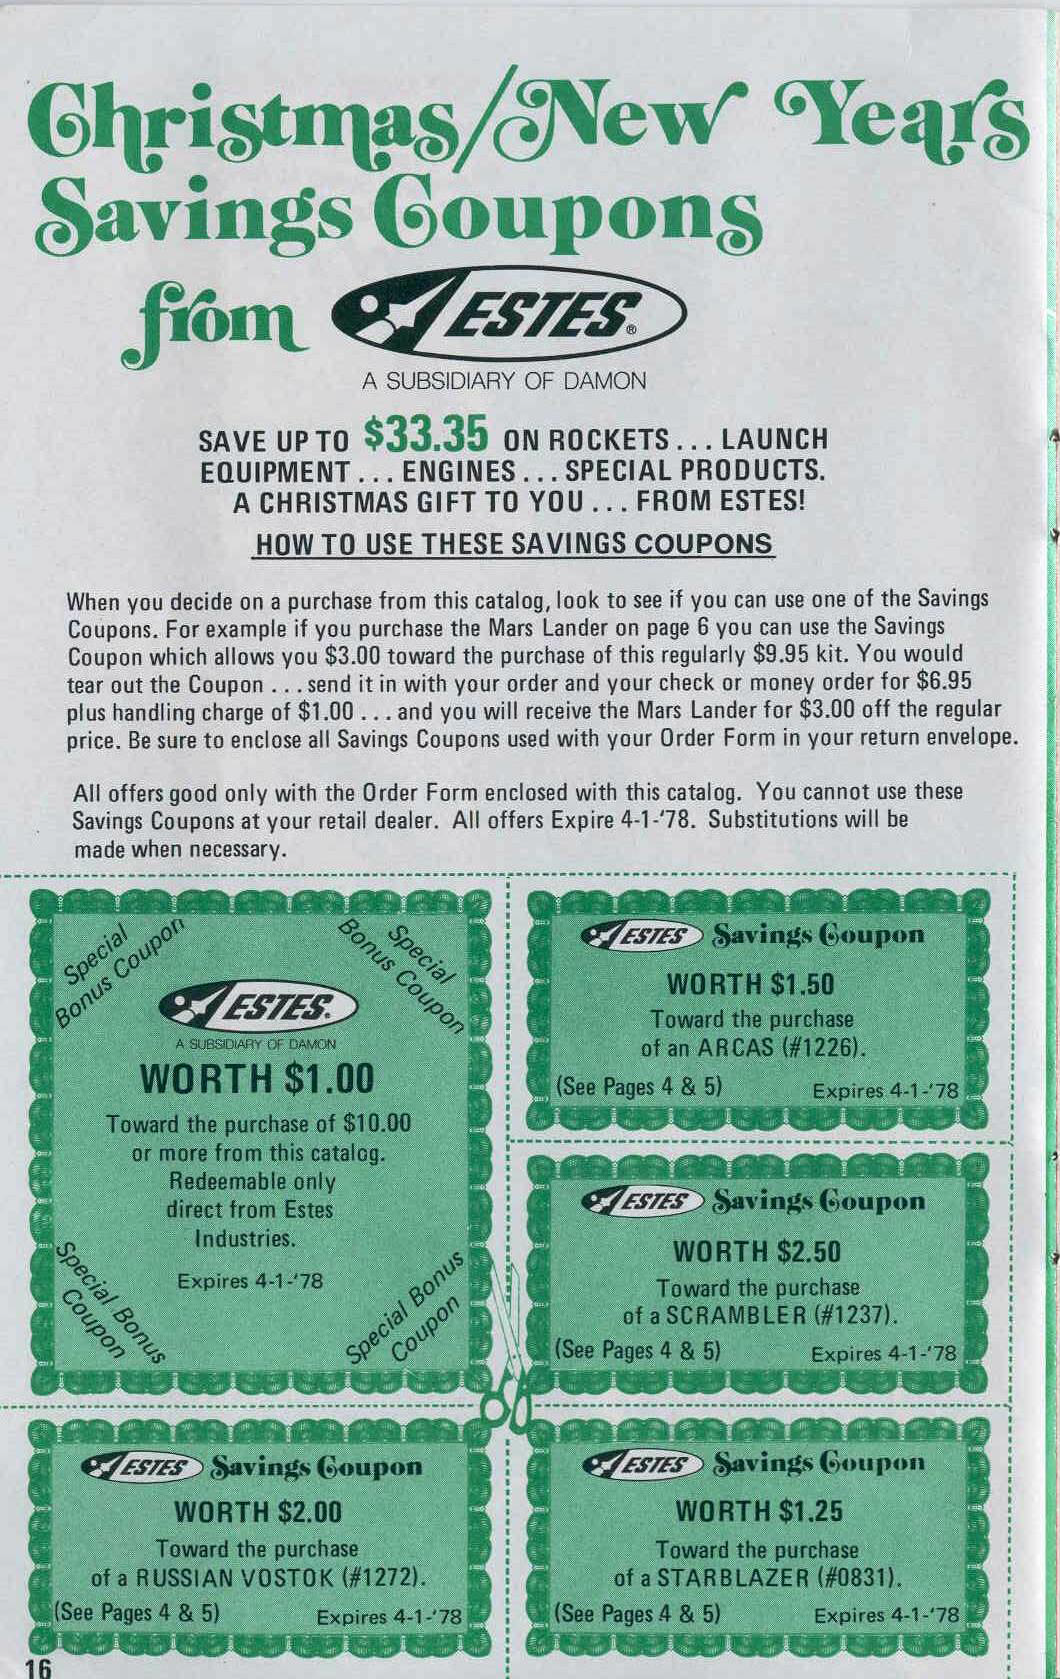 Christmas/New Years
Savings Coupons
from ESTES®
A SUBSIDIARY OF DAMON
SAVE UP TO $33.35 ON ROCKETS... LAUNCH
EQUIPMENT... ENGINES... SPECIAL PRODUCTS.
A CHRISTMAS GIFT TO YOU... FROM ESTES!
HOW TO USE THESE SAVINGS COUPONS
When you decide on a purchase from this catalog, look to see if you can use one of the Savings
Coupons. For example if you purchase the Mars Lander on page 6 you can use the Savings
Coupon which allows you $3.00 toward the purchase of this regularly $9.95 kit. You would
tear out the Coupon ... send it in with your order and your check or money order for $6.95
plus handling charge of $1.00 ... and you will receive the Mars Lander for $3.00 off the regular
price. Be sure to enclose all Savings Coupons used with your Order Form in your return envelope.
All offers good only with the Order Form enclosed with this catalog. You cannot use these
Savings Coupons at your retail dealer. All offers Expire 4-1-'78. Substitutions will be
made when necessary.
Special
Bonus Coupon
Special
Bonus Coupon
ESTES.
A SUBSIDIARY OF DAMON
WORTH $1.00
Toward the purchase of $10.00
or more from this catalog.
Redeemable only
direct from Estes
Industries.
Expires 4-1-'78
Special Bonus
Coupon
Special Bonus
Coupon
ESTES Savings Coupon
WORTH $1.50
Toward the purchase
of an ARCAS (#1226).
(See Pages 4 & 5) Expires 4-1-'78
ESTES Savings Coupon
WORTH $2.50
Toward the purchase
of a SCRAMBLER (#1237).
(See Pages 4 & 5) Expires 4-1-'78
ESTES Savings Coupon
WORTH $2.00
Toward the purchase
of a RUSSIAN VOSTOK (#1272).
(See Pages 4 & 5) Expires 4-1-'78
ESTES Savings Coupon
WORTH $1.25
Toward the purchase
of a STARBLAZER (#0831).
(See Pages 4 & 5) Expires 4-1-'78
16